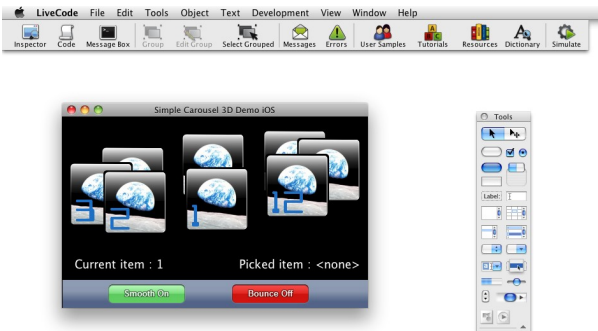 LiveCode File Edit Tools Object Text Development View Window Help
Inspector Code Message Box Group Edit Group Select Grouped Messages Errors User Samples Tutorials Resources Dictionary Simulate
Simple Carousel 3D Demo iOS
Tools
3 2 1 12
Label:
Current item : 1 Picked item : <none>
Smooth On Bounce Off